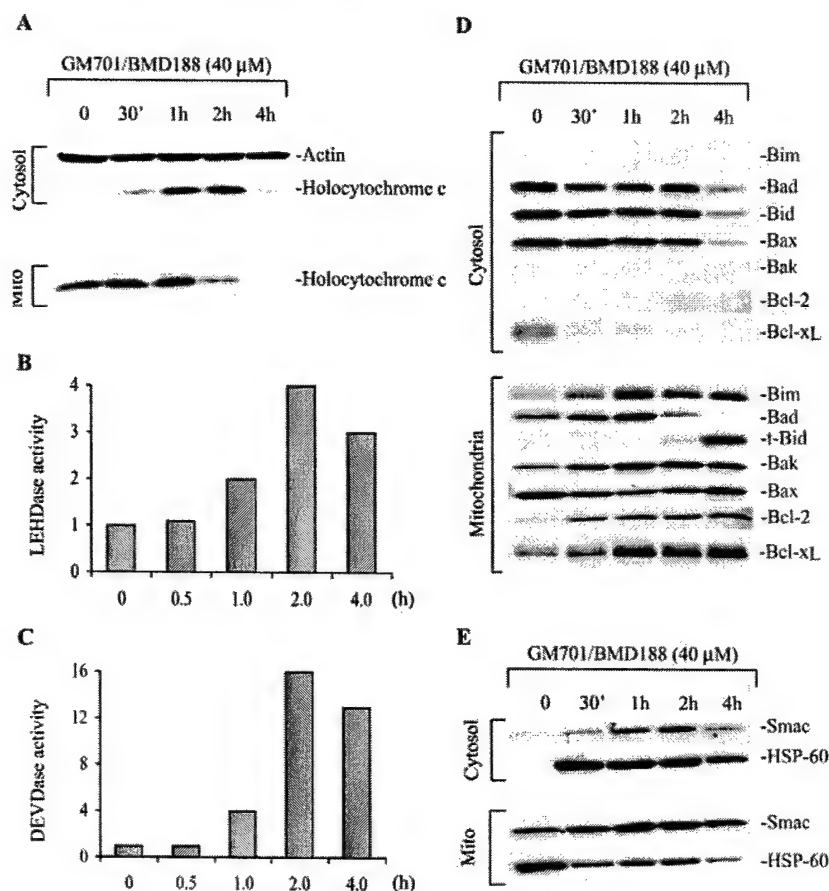 A
GM701/BMD188 (40 µM)
0 30' 1h 2h 4h
Cytosol
-Actin
-Holocytochrome c
Mito
-Holocytochrome c
B
LEHDase activity
4
3
2
1
0
0 0.5 1.0 2.0 4.0 (h)
C
DEVDase activity
16
12
8
4
0
0 0.5 1.0 2.0 4.0 (h)
D
GM701/BMD188 (40 µM)
0 30' 1h 2h 4h
Cytosol
-Bim
-Bad
-Bid
-Bax
-Bak
-Bcl-2
-Bcl-xL
Mitochondria
-Bim
-Bad
-t-Bid
-Bak
-Bax
-Bcl-2
-Bcl-xL
E
GM701/BMD188 (40 µM)
0 30' 1h 2h 4h
Cytosol
-Smac
-HSP-60
Mito
-Smac
-HSP-60